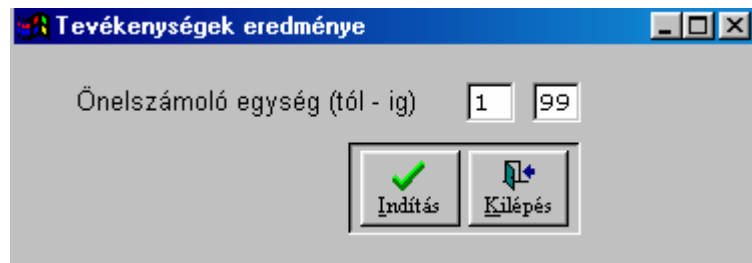 Tevékenységek eredménye
Önelszámoló egység (tól - ig) 1 99
Indítás Kilépés